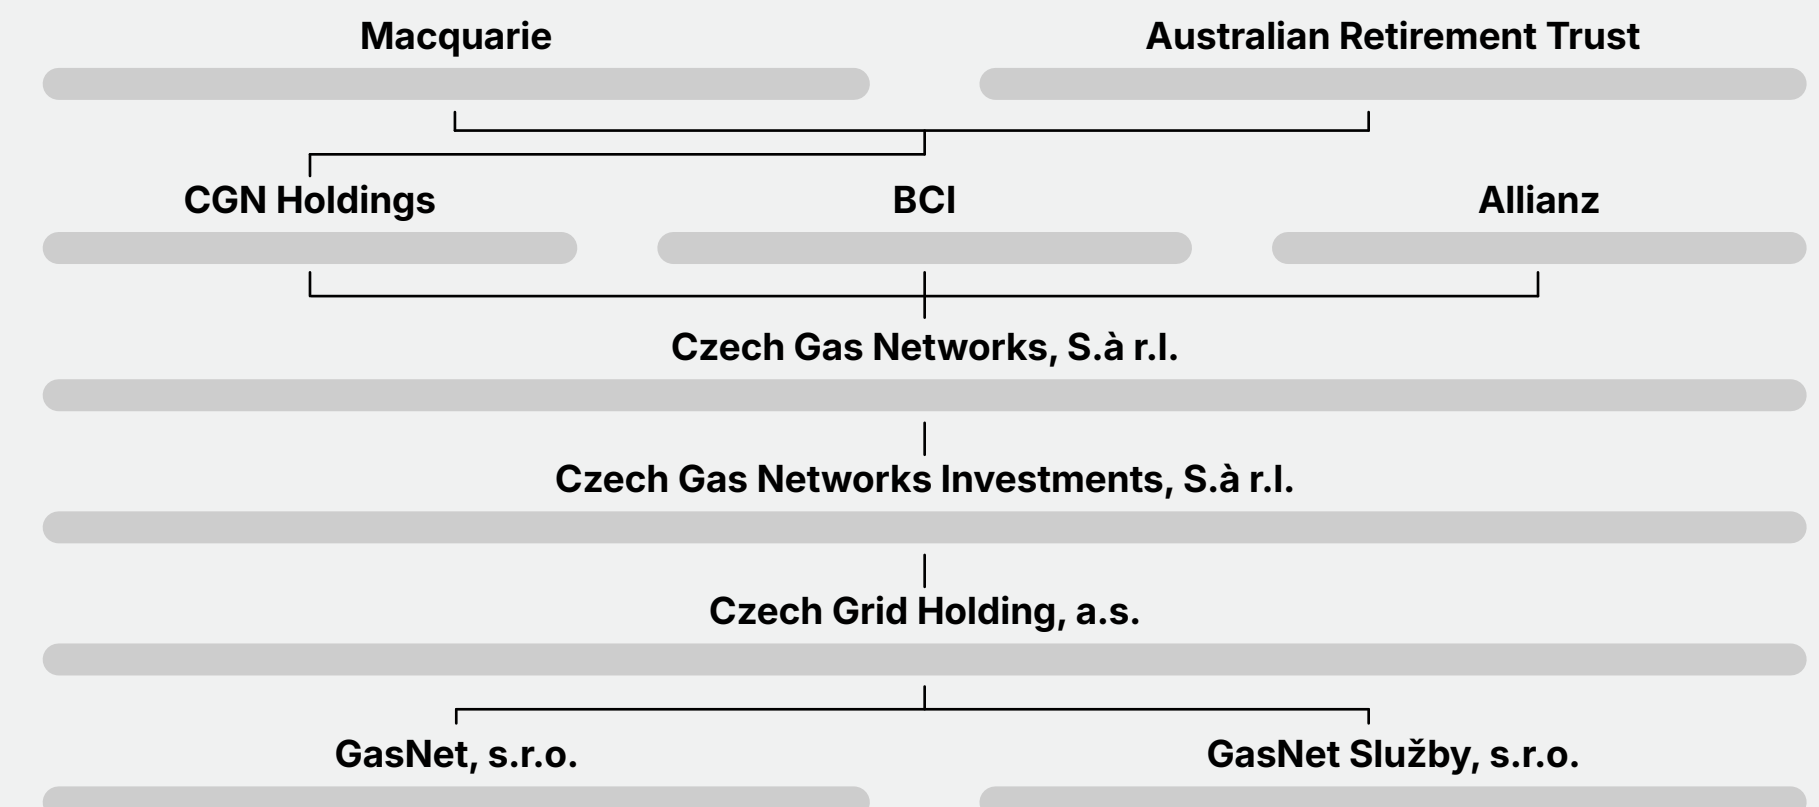 Macquarie
Australian Retirement Trust
CGN Holdings
BCI
Allianz
Czech Gas Networks, S.à r.l.
Czech Gas Networks Investments, S.à r.l.
Czech Grid Holding, a.s.
GasNet, s.r.o.
GasNet Služby, s.r.o.